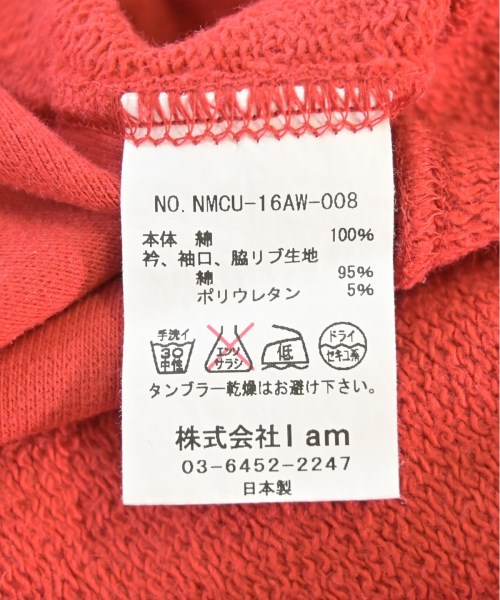 NO. NMCU-16AW-008
本体 綿 100%
衿、袖口、脇リブ生地
綿 95%
ポリウレタン 5%
手洗イ 30 中性 エンソサラシ 低 ドライ セキユ系
タンブラー乾燥はお避け下さい。
株式会社I am
03-6452-2247
日本製